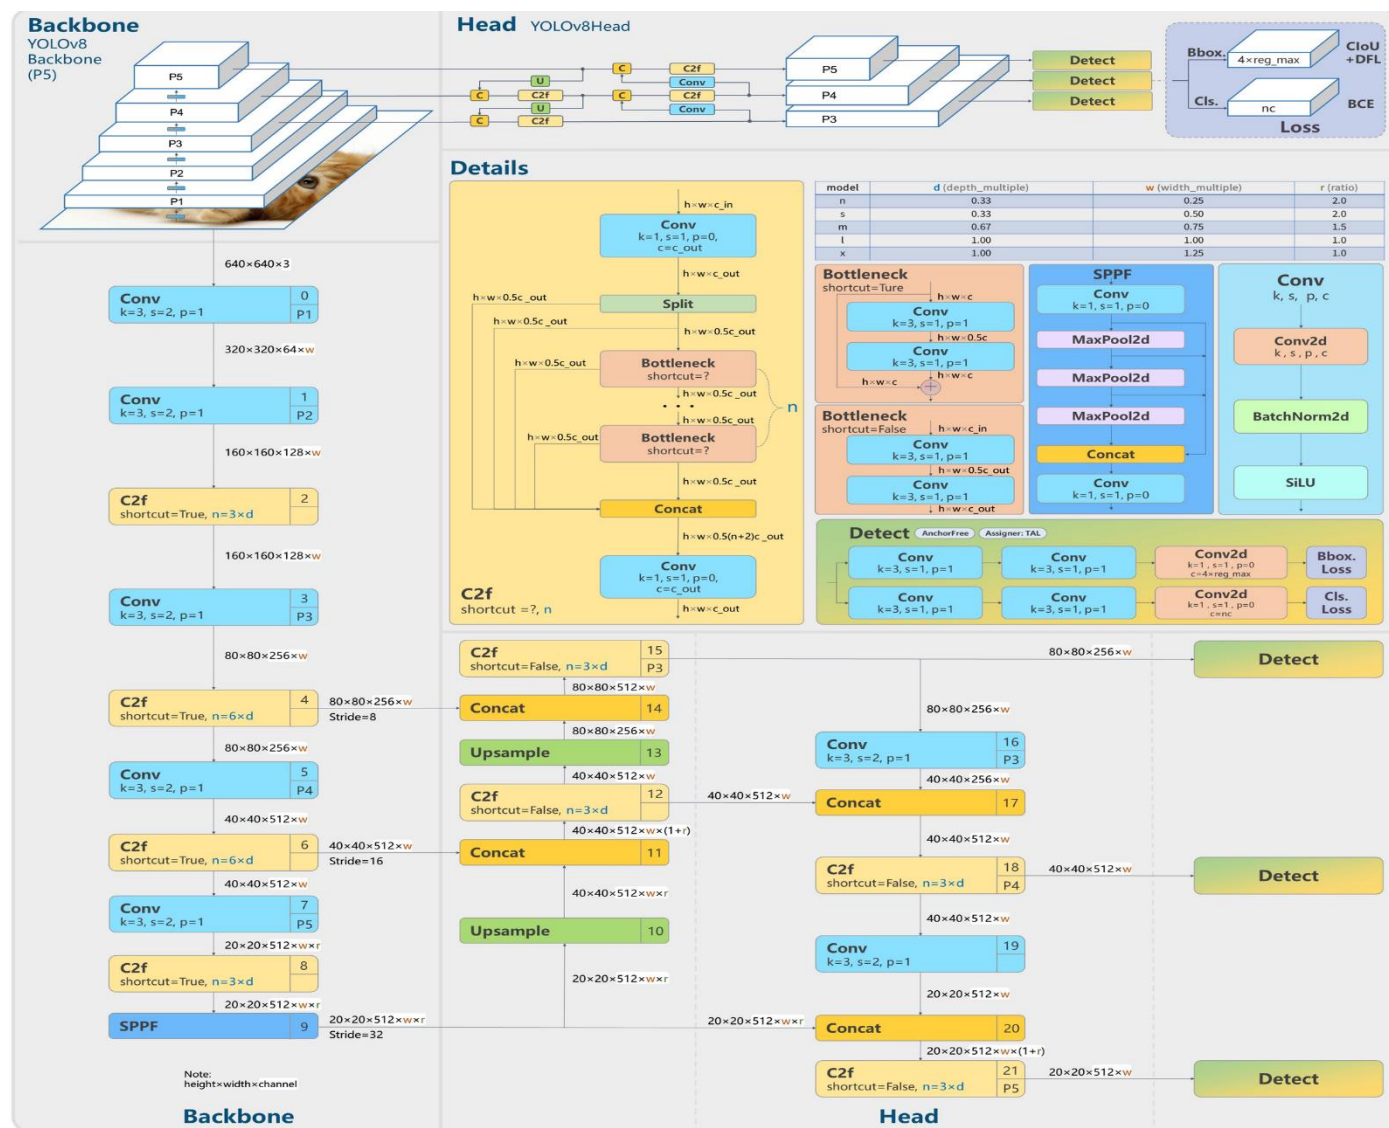 Backbone
YOLOv8
Backbone
(P5)
P5
P4
P3
P2
P1
Head YOLOv8Head
U
U
C
C
C
C
C2f
C2f
C2f
Conv
C2f
Conv
P5
P4
P3
Detect
Detect
Detect
Bbox.
4×reg_max
CIoU
+DFL
Cls.
nc
BCE
Loss
640×640×3
Conv
k=3, s=2, p=1
0
P1
320×320×64×w
Conv
k=3, s=2, p=1
1
P2
160×160×128×w
C2f
shortcut=True, n=3×d
2
160×160×128×w
Conv
k=3, s=2, p=1
3
P3
80×80×256×w
C2f
shortcut=True, n=6×d
4
80×80×256×w
Stride=8
80×80×256×w
Conv
k=3, s=2, p=1
5
P4
40×40×512×w
C2f
shortcut=True, n=6×d
6
40×40×512×w
Stride=16
40×40×512×w
Conv
k=3, s=2, p=1
7
P5
20×20×512×w×r
C2f
shortcut=True, n=3×d
8
20×20×512×w×r
SPPF
9
20×20×512×w×r
Stride=32
Note:
height×width×channel
Backbone
Details
h×w×c_in
Conv
k=1, s=1, p=0,
c=c_out
h×w×c_out
h×w×0.5c_out
Split
h×w×0.5c_out
h×w×0.5c_out
h×w×0.5c_out
Bottleneck
shortcut=?
h×w×0.5c_out
• • •
n
h×w×0.5c_out
h×w×0.5c_out
Bottleneck
shortcut=?
h×w×0.5c_out
Concat
h×w×0.5(n+2)c_out
Conv
k=1, s=1, p=0,
c=c_out
h×w×c_out
C2f
shortcut =?, n
model d (depth_multiple) w (width_multiple) r (ratio)
n 0.33 0.25 2.0
s 0.33 0.50 2.0
m 0.67 0.75 1.5
l 1.00 1.00 1.0
x 1.00 1.25 1.0
Bottleneck
shortcut=Ture
h×w×c
Conv
k=3, s=1, p=1
h×w×0.5c
Conv
k=3, s=1, p=1
h×w×c
h×w×c
+
Bottleneck
shortcut=False
h×w×c_in
Conv
k=3, s=1, p=1
h×w×0.5c_out
Conv
k=3, s=1, p=1
h×w×c_out
SPPF
Conv
k=1, s=1, p=0
MaxPool2d
MaxPool2d
MaxPool2d
Concat
Conv
k=1, s=1, p=0
Conv
k, s, p, c
Conv2d
k, s, p, c
BatchNorm2d
SiLU
Detect AnchorFree Assigner: TAL
Conv
k=3, s=1, p=1
Conv
k=3, s=1, p=1
Conv2d
k=1, s=1, p=0
c=4×reg_max
Bbox.
Loss
Conv
k=3, s=1, p=1
Conv
k=3, s=1, p=1
Conv2d
k=1, s=1, p=0
c=nc
Cls.
Loss
C2f
shortcut=False, n=3×d
15
P3
80×80×256×w
Detect
80×80×512×w
Concat
14
80×80×256×w
Upsample
13
40×40×512×w
C2f
shortcut=False, n=3×d
12
40×40×512×w
40×40×512×w×(1+r)
Concat
11
40×40×512×w×r
Upsample
10
20×20×512×w×r
80×80×256×w
Conv
k=3, s=2, p=1
16
P3
40×40×256×w
Concat
17
40×40×512×w
C2f
shortcut=False, n=3×d
18
P4
40×40×512×w
Detect
40×40×512×w
Conv
k=3, s=2, p=1
19
20×20×512×w
20×20×512×w×r
Concat
20
20×20×512×w×(1+r)
C2f
shortcut=False, n=3×d
21
P5
20×20×512×w
Detect
Head